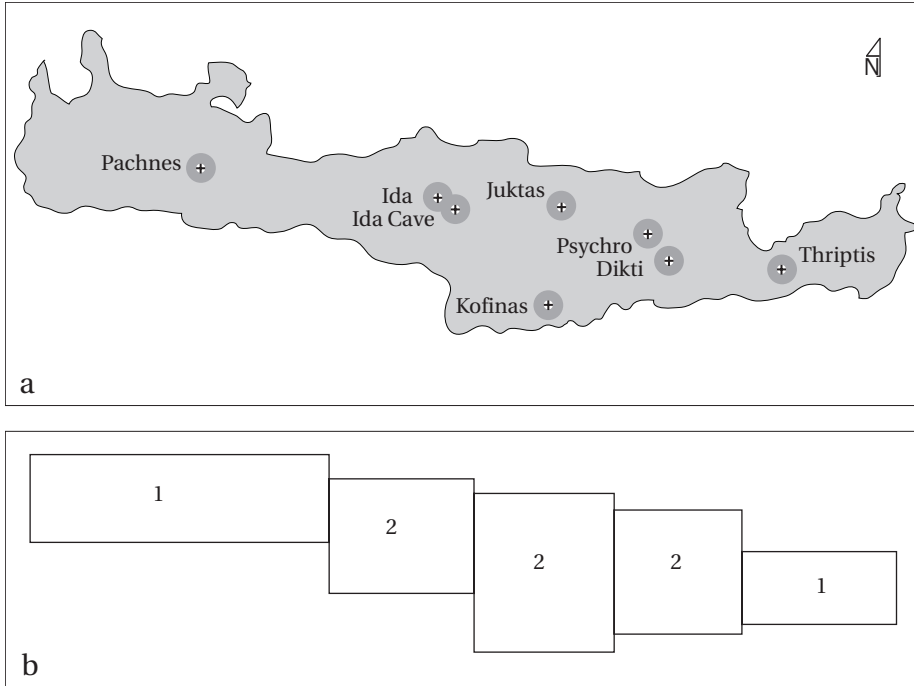 N
Pachnes
Ida
Juktas
Ida Cave
Psychro
Dikti
Thriptis
Kofinas
a
1
2
2
2
1
b